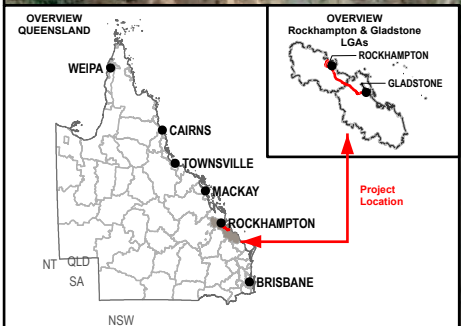 OVERVIEW
QUEENSLAND
WEIPA
CAIRNS
TOWNSVILLE
MACKAY
ROCKHAMPTON
BRISBANE
NT
QLD
SA
NSW
OVERVIEW
Rockhampton & Gladstone
LGAs
ROCKHAMPTON
GLADSTONE
Project
Location